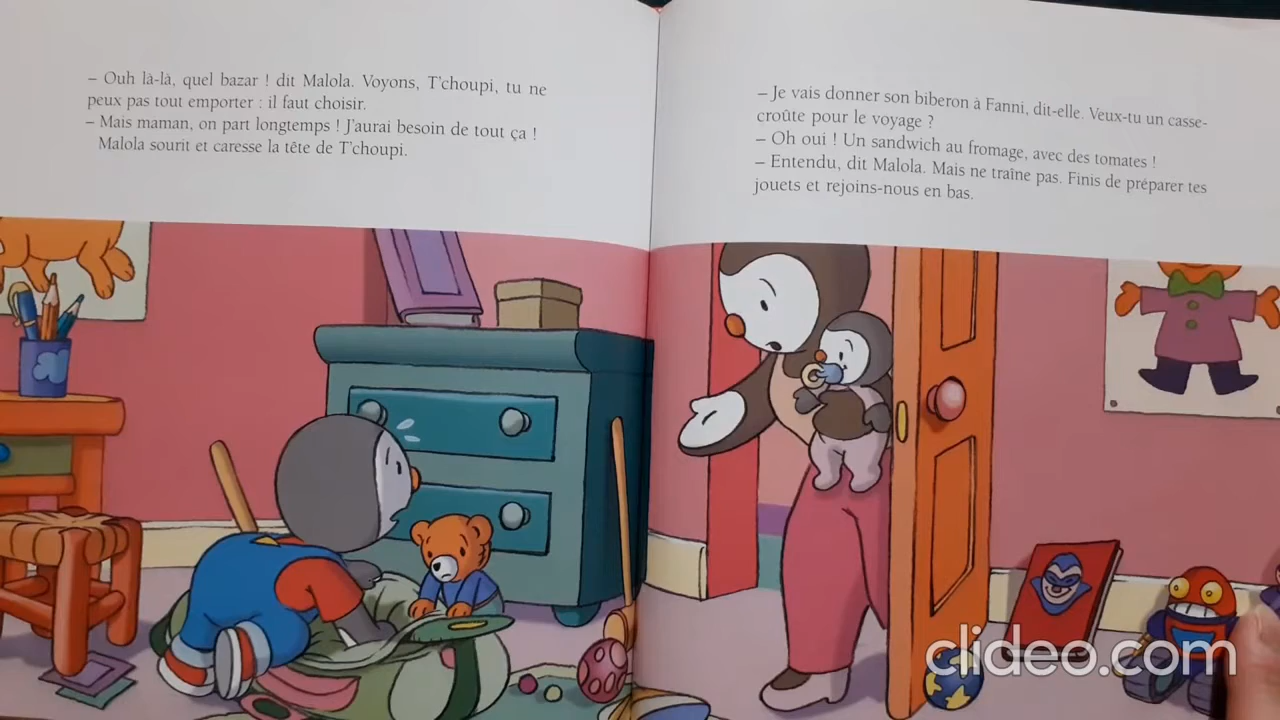 – Ouh là-là, quel bazar ! dit Malola. Voyons, T'choupi, tu ne
peux pas tout emporter : il faut choisir.
– Mais maman, on part longtemps ! J'aurai besoin de tout ça !
Malola sourit et caresse la tête de T'choupi.
– Je vais donner son biberon à Fanni, dit-elle. Veux-tu un casse-
croûte pour le voyage ?
– Oh oui ! Un sandwich au fromage, avec des tomates !
– Entendu, dit Malola. Mais ne traîne pas. Finis de préparer tes
jouets et rejoins-nous en bas.
clideo.com